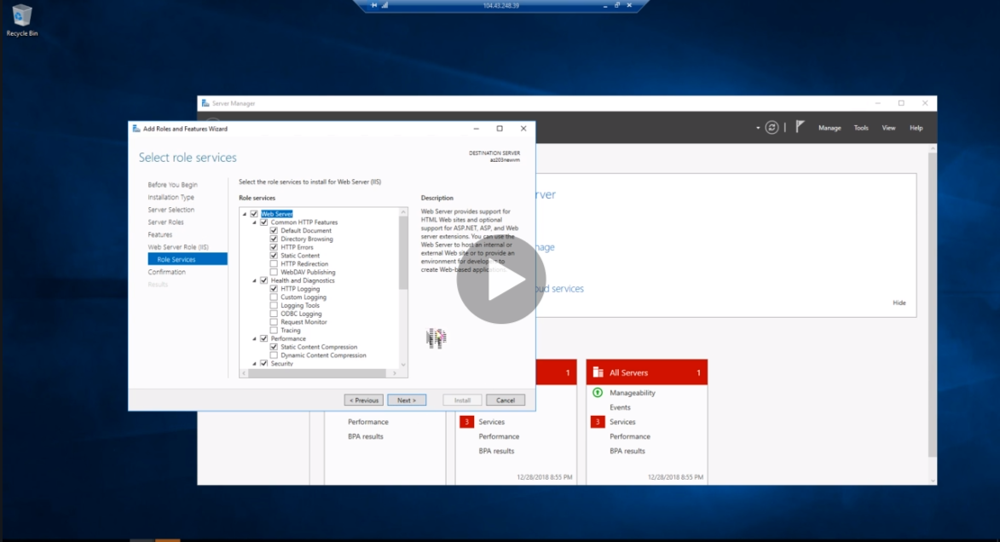 104.43.248.39
Recycle Bin
Server Manager
Manage Tools View Help
Add Roles and Features Wizard
Select role services
DESTINATION SERVER
az203newvm
Before You Begin
Installation Type
Server Selection
Server Roles
Features
Web Server Role (IIS)
Role Services
Confirmation
Results
Select the role services to install for Web Server (IIS)
Role services
Web Server
Common HTTP Features
Default Document
Directory Browsing
HTTP Errors
Static Content
HTTP Redirection
WebDAV Publishing
Health and Diagnostics
HTTP Logging
Custom Logging
Logging Tools
ODBC Logging
Request Monitor
Tracing
Performance
Static Content Compression
Dynamic Content Compression
Security
Description
Web Server provides support for
HTML Web sites and optional
support for ASP.NET, ASP, and Web
server extensions. You can use the
Web Server to host an internal or
external Web site or to provide an
environment for developers to
create Web-based applications.
< Previous
Next >
Install
Cancel
rver
nage
oud services
Hide
Performance
BPA results
1
3 Services
Performance
BPA results
12/28/2018 8:55 PM
All Servers 1
Manageability
Events
3 Services
Performance
BPA results
12/28/2018 8:55 PM